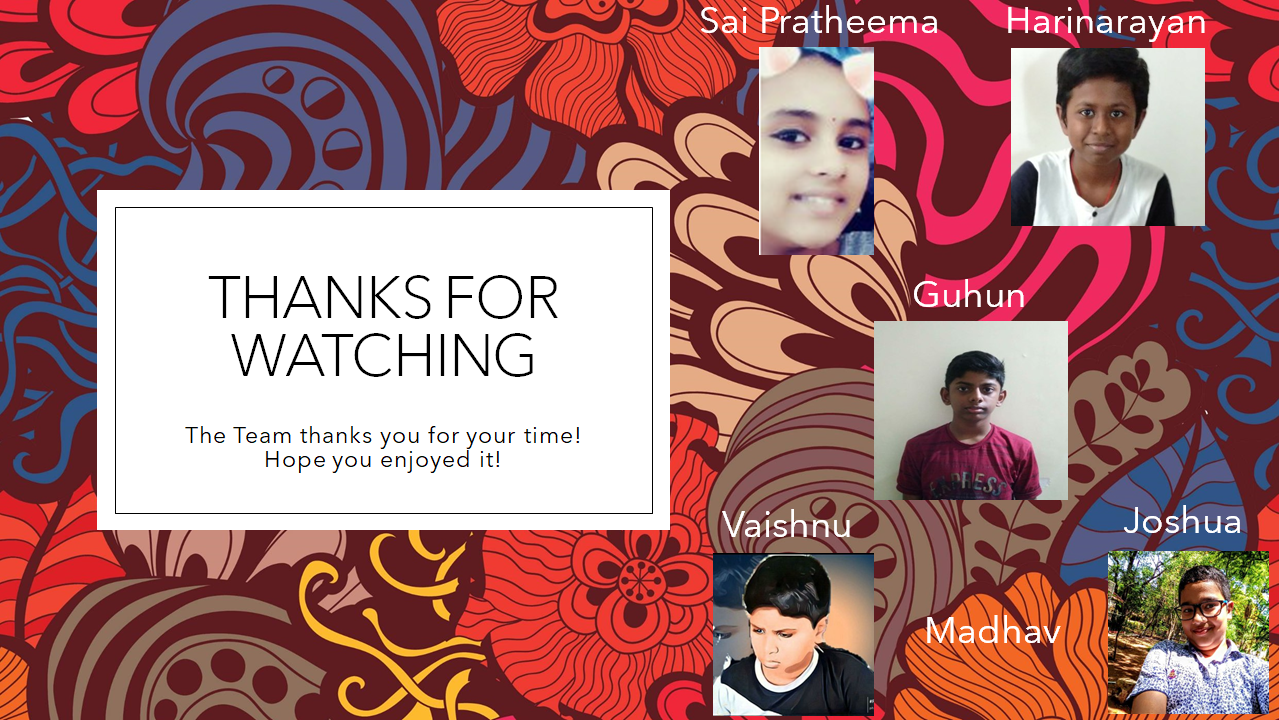 Sai Pratheema
Harinarayan
THANKS FOR
WATCHING
The Team thanks you for your time!
Hope you enjoyed it!
Guhun
EXPRESS
Vaishnu
Joshua
Madhav